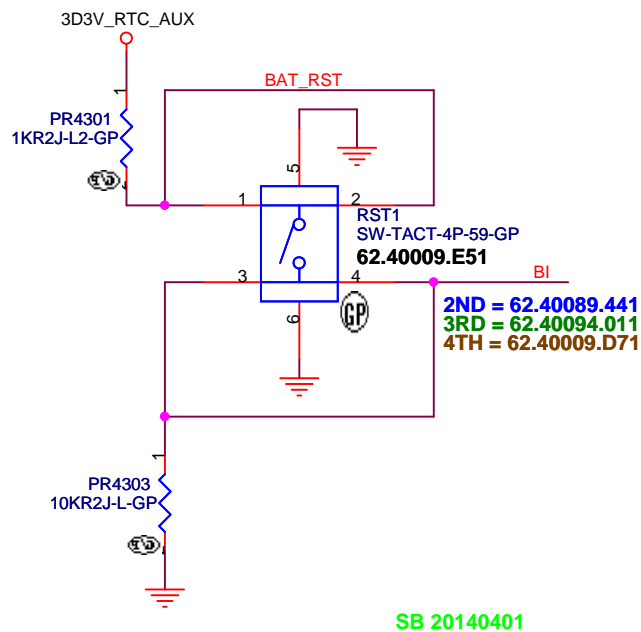 3D3V_RTC_AUX
BAT_RST
1
PR4301
1KR2J-L2-GP
5
1
2
RST1
SW-TACT-4P-59-GP
62.40009.E51
3
4
BI
GP
2ND = 62.40089.441
3RD = 62.40094.011
4TH = 62.40009.D71
6
1
PR4303
10KR2J-L-GP
SB 20140401